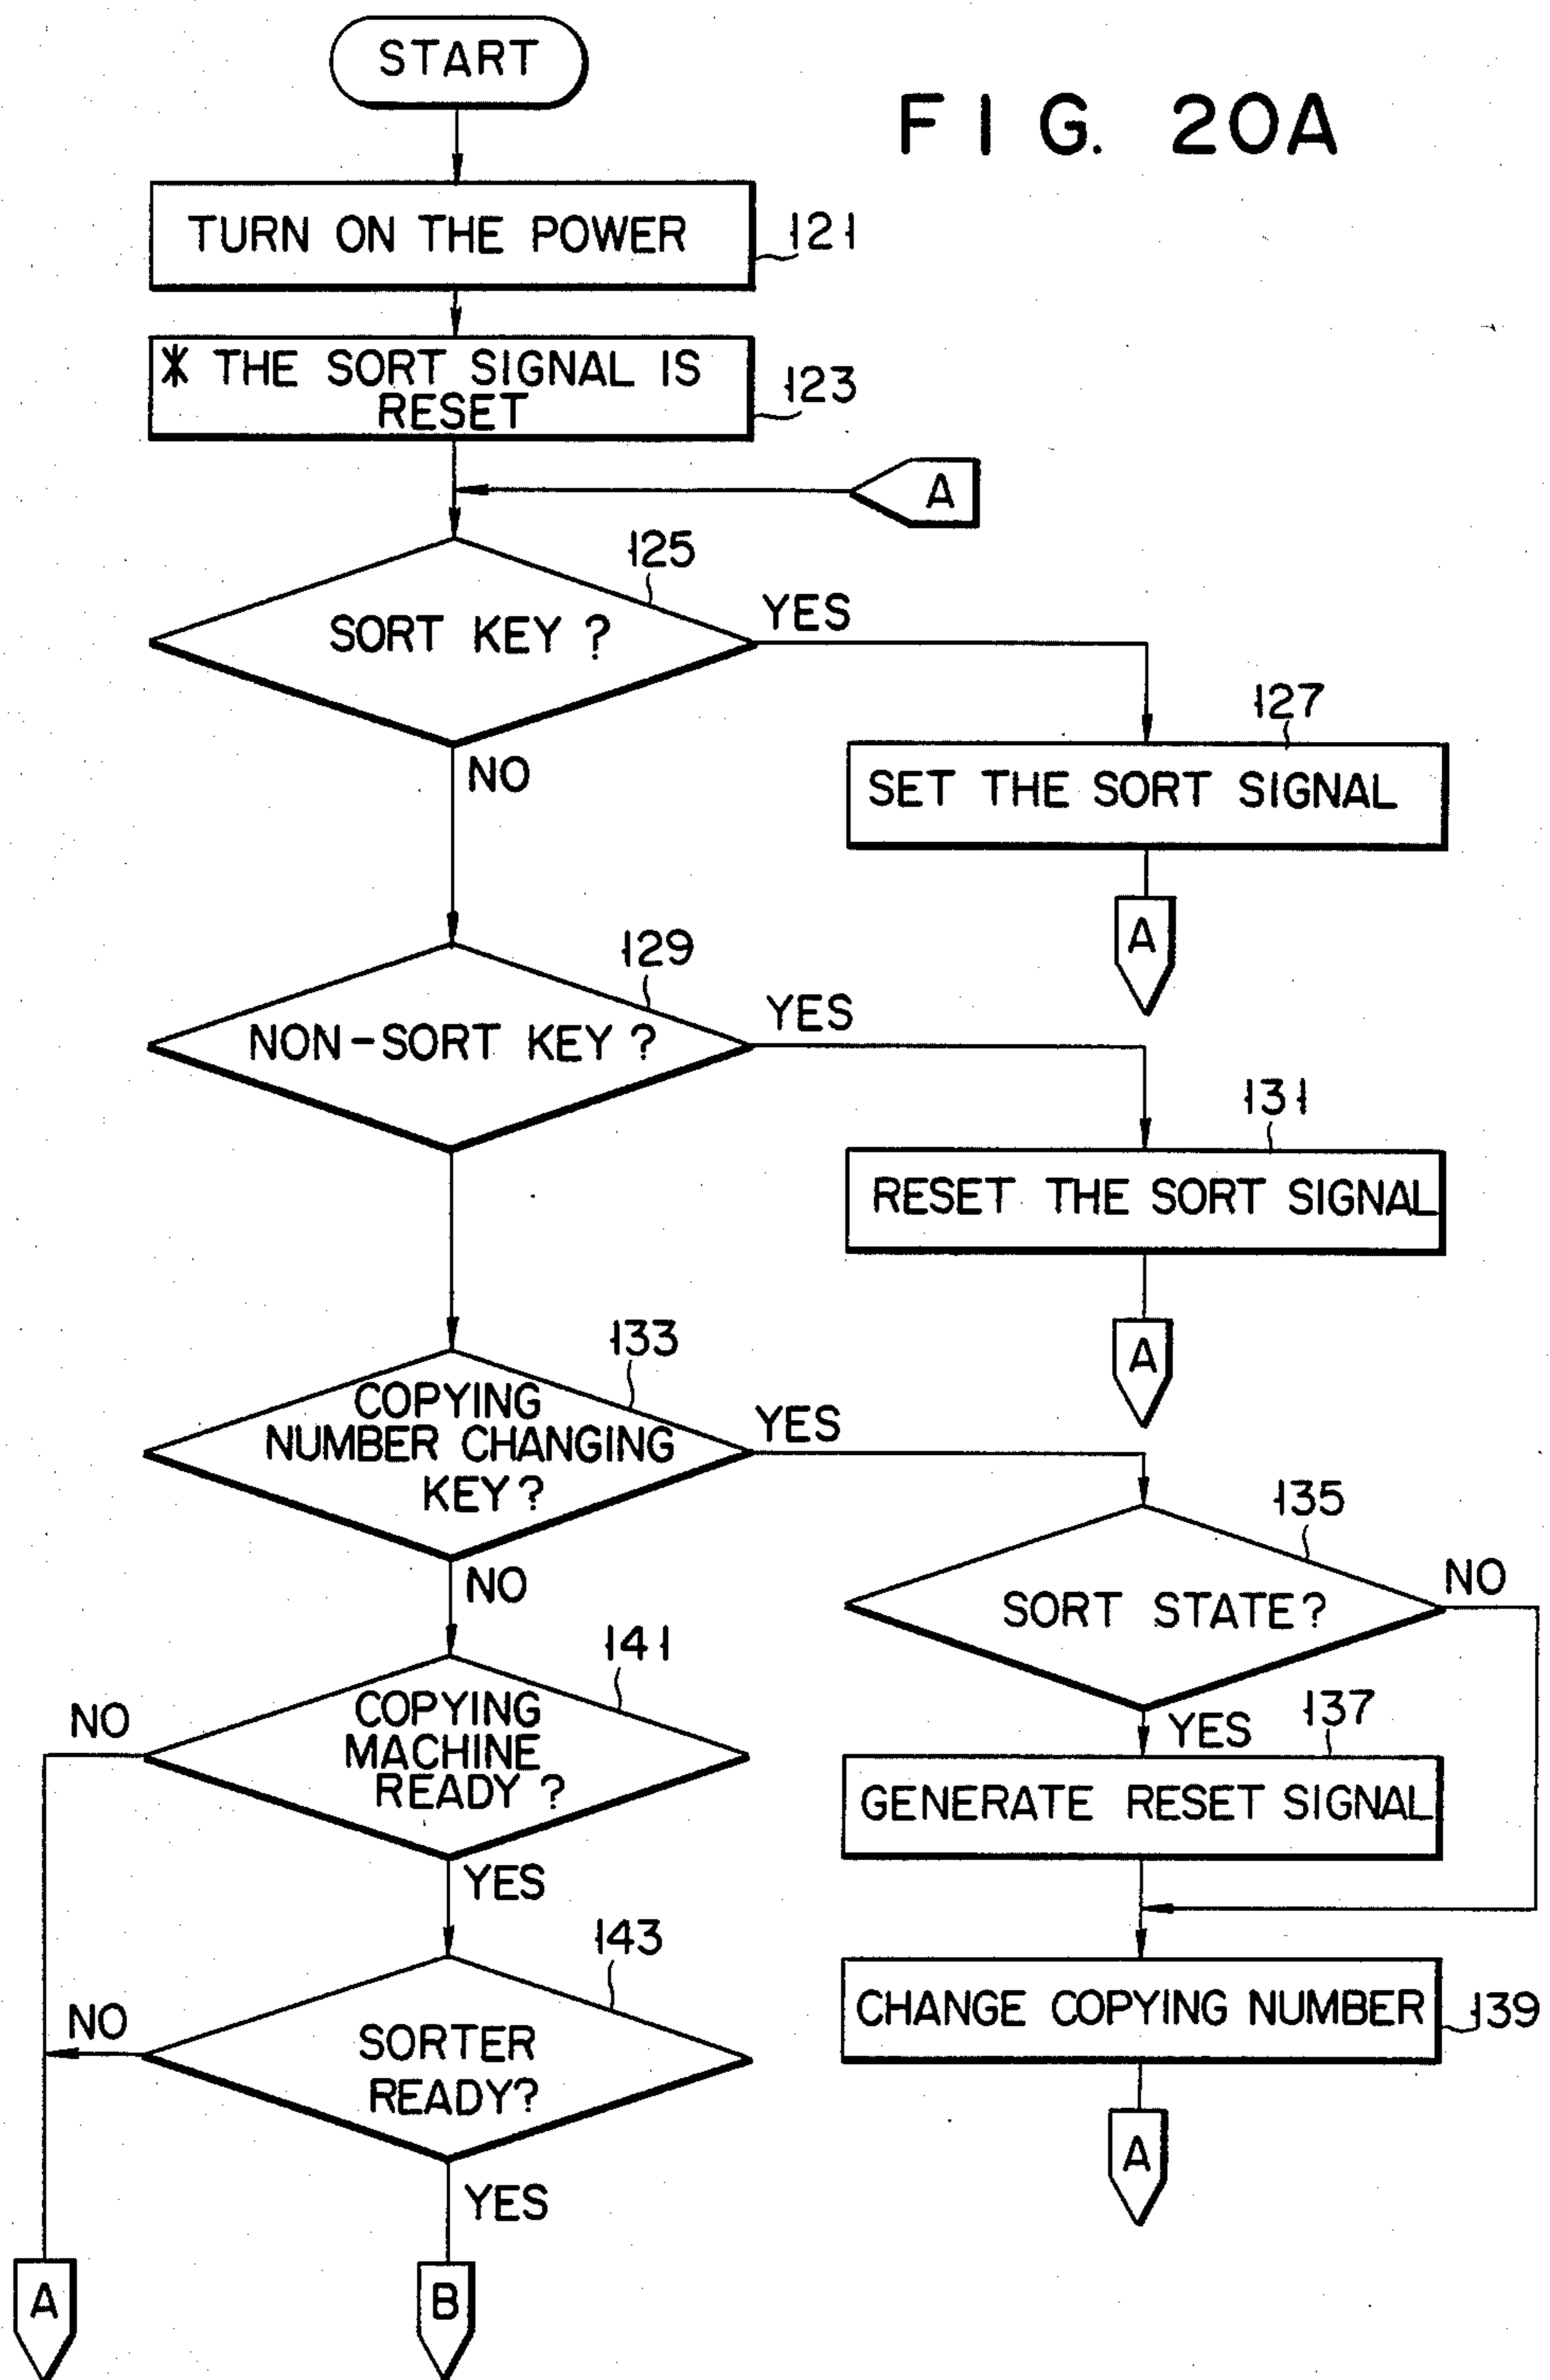 START
FIG. 20A
TURN ON THE POWER
121
* THE SORT SIGNAL IS
RESET
123
A
125
SORT KEY ?
YES
NO
127
SET THE SORT SIGNAL
A
129
NON-SORT KEY ?
YES
131
RESET THE SORT SIGNAL
A
133
COPYING
NUMBER CHANGING
KEY ?
YES
NO
135
SORT STATE?
NO
YES
137
GENERATE RESET SIGNAL
CHANGE COPYING NUMBER
139
A
141
COPYING
MACHINE
READY ?
NO
YES
143
SORTER
READY?
NO
YES
A
B